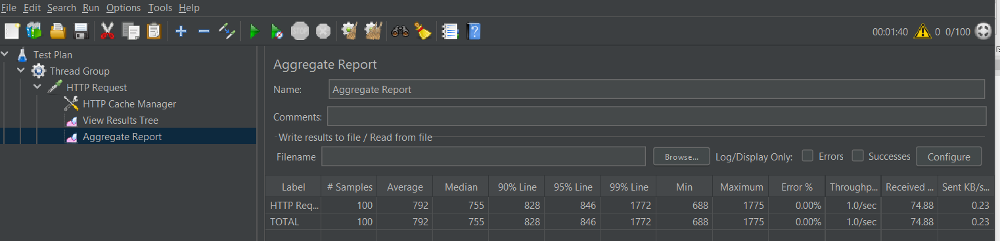 File Edit Search Run Options Tools Help
STOP 00:01:40 0 0/100
Test Plan
Thread Group
HTTP Request
HTTP Cache Manager
View Results Tree
Aggregate Report
Aggregate Report
Name: Aggregate Report
Comments:
Write results to file / Read from file
Filename Browse... Log/Display Only: Errors Successes Configure
Label # Samples Average Median 90% Line 95% Line 99% Line Min Maximum Error % Throughp... Received ... Sent KB/s...
HTTP Req... 100 792 755 828 846 1772 688 1775 0.00% 1.0/sec 74.88 0.23
TOTAL 100 792 755 828 846 1772 688 1775 0.00% 1.0/sec 74.88 0.23